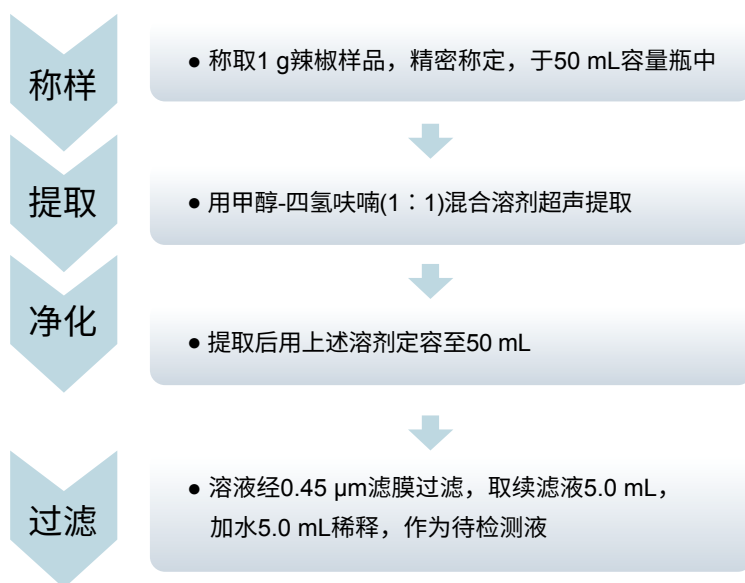 称样
● 称取1 g辣椒样品，精密称定，于50 mL容量瓶中
提取
● 用甲醇-四氢呋喃(1∶1)混合溶剂超声提取
净化
● 提取后用上述溶剂定容至50 mL
过滤
● 溶液经0.45 μm滤膜过滤，取续滤液5.0 mL，
加水5.0 mL稀释，作为待检测液